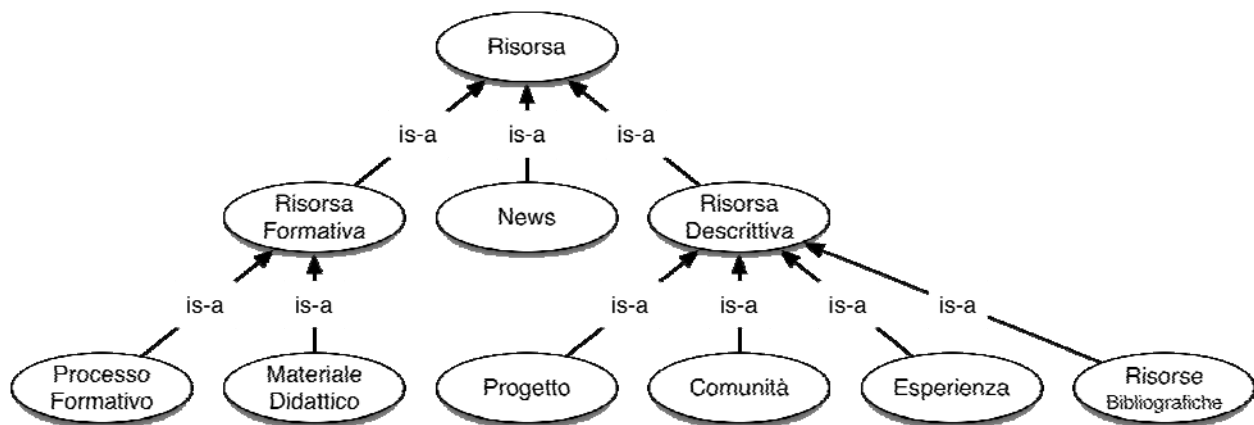 Risorsa
is-a
is-a
is-a
Risorsa
Formativa
News
Risorsa
Descrittiva
is-a
is-a
is-a
is-a
is-a
is-a
Processo
Formativo
Materiale
Didattico
Progetto
Comunità
Esperienza
Risorse
Bibliografiche